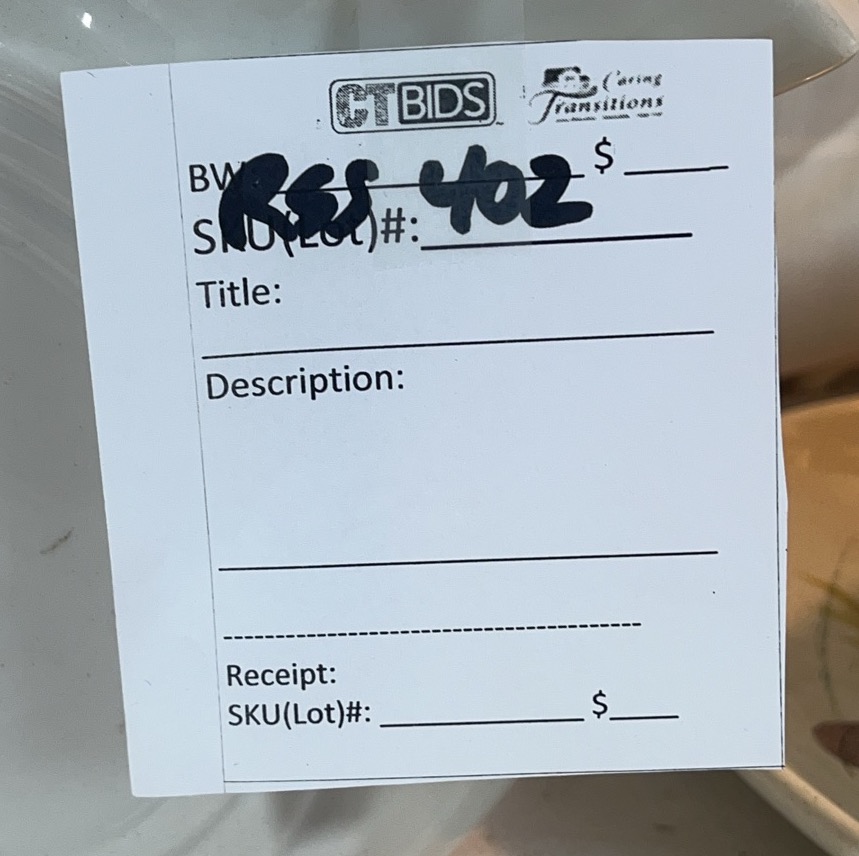 CTBIDS Caring Transitions
BW RSS 402 $
SKU(Lot)#:
Title:
Description:
Receipt:
SKU(Lot)#: $